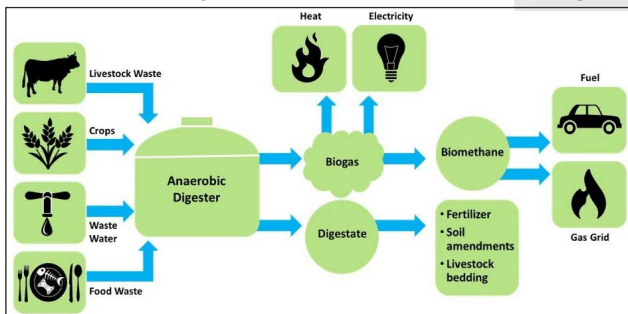 Heat
Electricity
Livestock Waste
Fuel
Crops
Anaerobic
Digester
Biogas
Biomethane
Waste
Water
Digestate
• Fertilizer
• Soil
amendments
• Livestock
bedding
Gas Grid
Food Waste